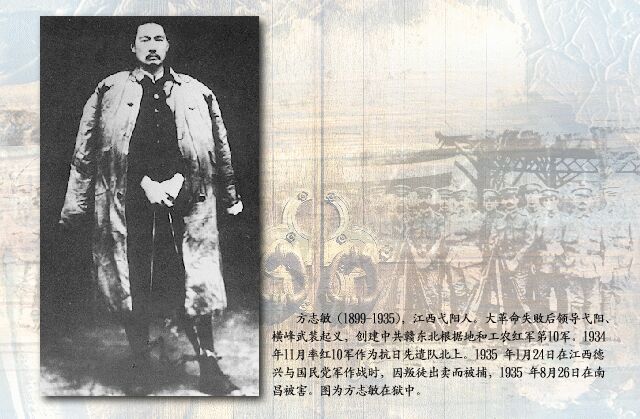 方志敏（1899-1935），江西弋阳人。大革命失败后领导弋阳、
横峰武装起义，创建中共赣东北根据地和工农红军第10军。1934
年11月率红10军作为抗日先遣队北上。1935 年1月24日在江西德
兴与国民党军作战时，因叛徒出卖而被捕，1935 年8月26日在南
昌被害。图为方志敏在狱中。